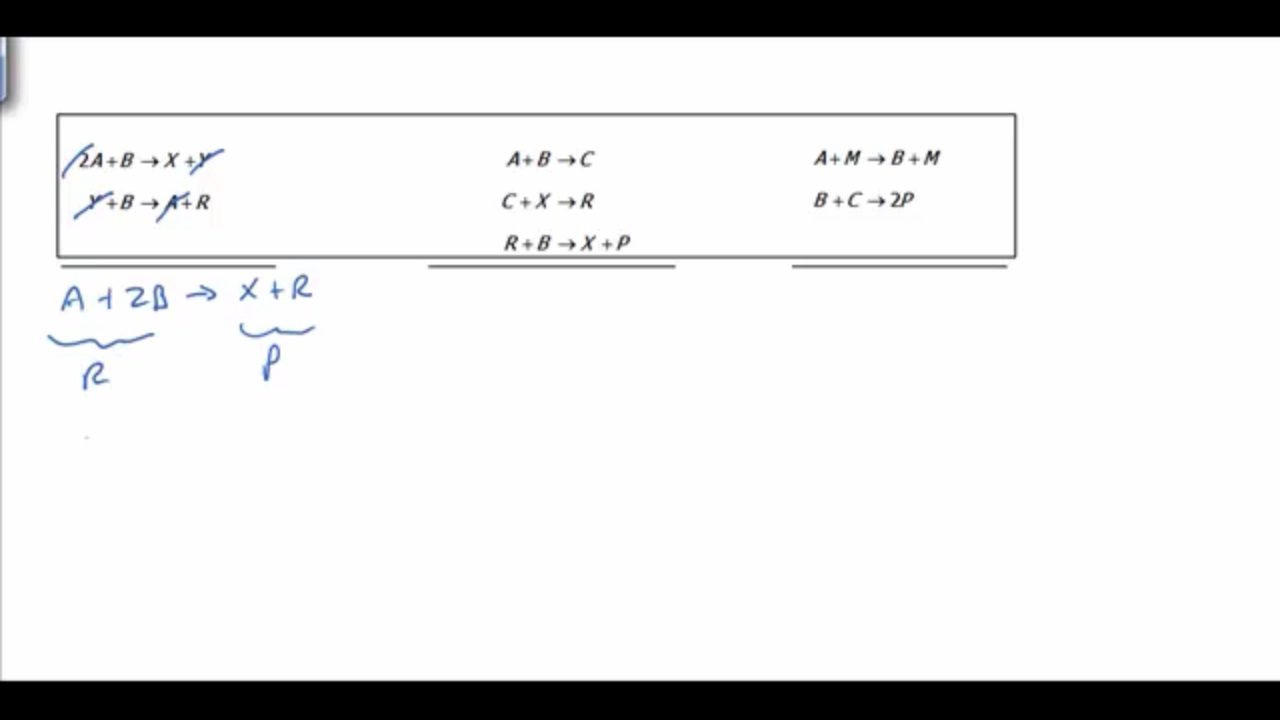 2A+B → X+Y
Y+B → A+R
A+B → C
C+X → R
R+B → X+P
A+M → B+M
B+C → 2P
A + 2B → X + R
R P